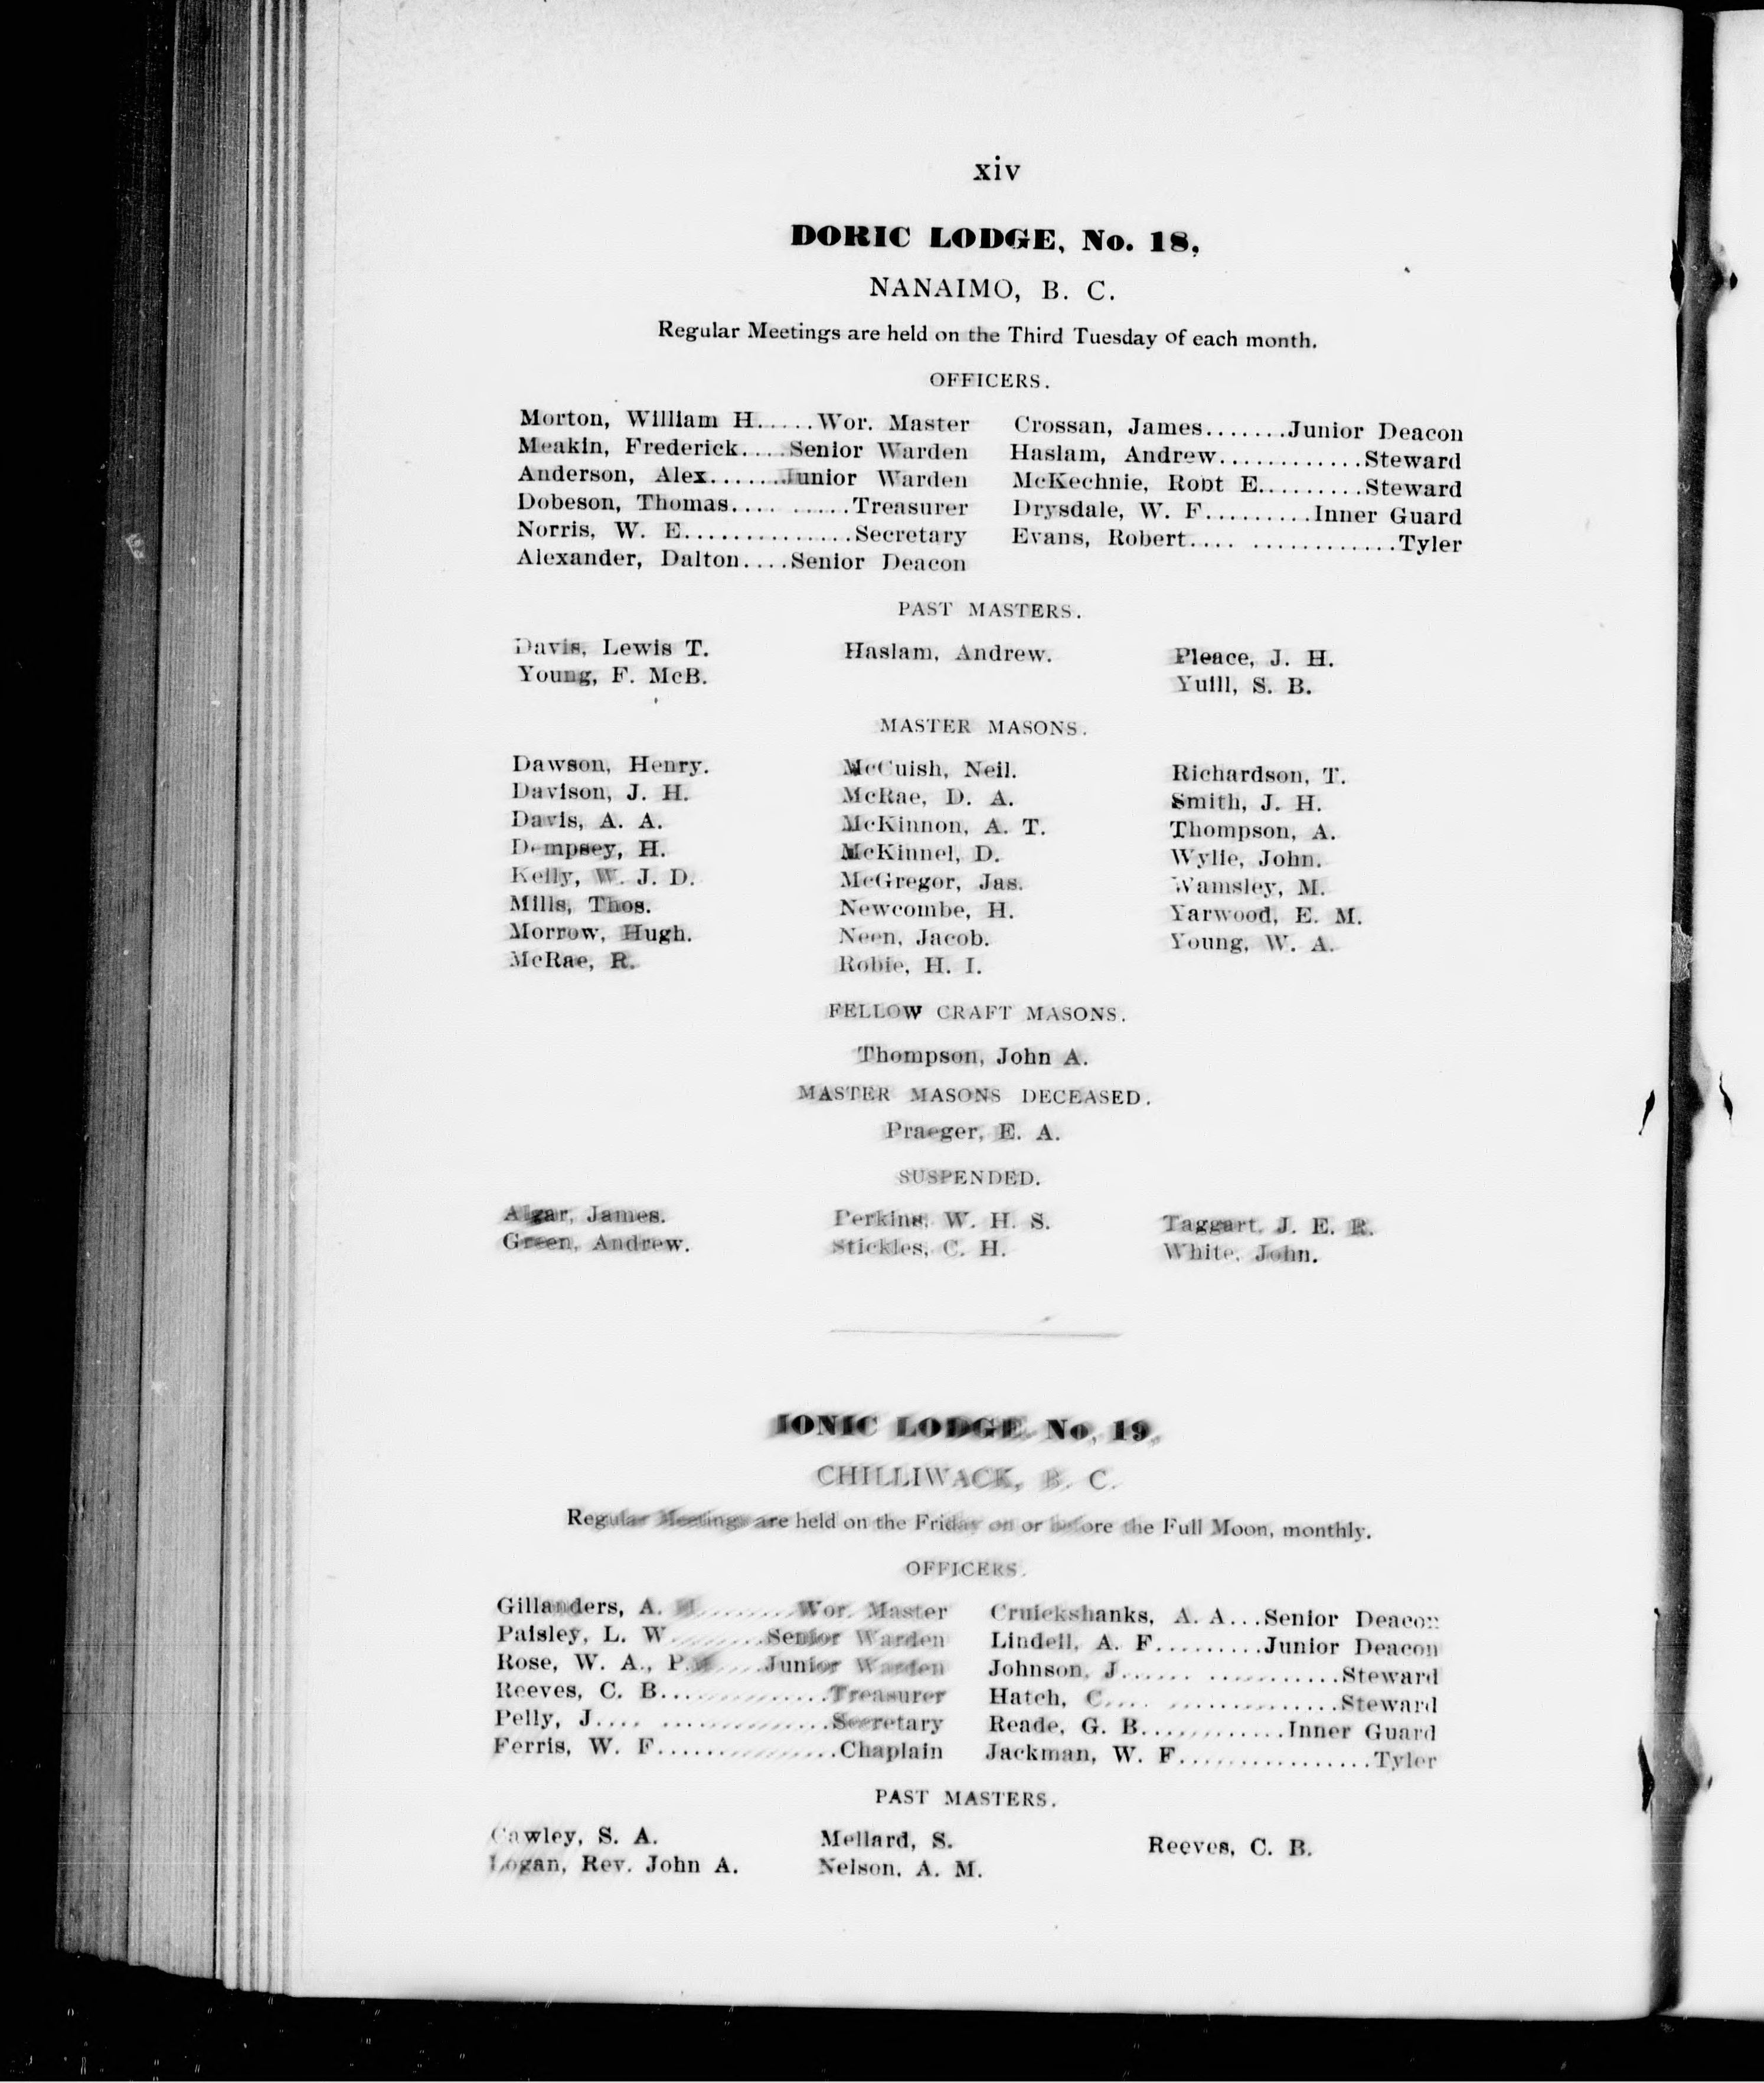 xiv
DORIC LODGE, No. 18,
NANAIMO, B. C.
Regular Meetings are held on the Third Tuesday of each month.
OFFICERS.
Morton, William H.....Wor. Master
Meakin, Frederick....Senior Warden
Anderson, Alex.......Junior Warden
Dobeson, Thomas.... ......Treasurer
Norris, W. E...............Secretary
Alexander, Dalton....Senior Deacon
Crossan, James.......Junior Deacon
Haslam, Andrew.............Steward
McKechnie, Robt E..........Steward
Drysdale, W. F..........Inner Guard
Evans, Robert.... .............Tyler
PAST MASTERS.
Davis, Lewis T.
Young, F. McB.
Haslam, Andrew.
Pleace, J. H.
Yuill, S. B.
MASTER MASONS.
Dawson, Henry.
Davison, J. H.
Davis, A. A.
Dempsey, H.
Kelly, W. J. D.
Mills, Thos.
Morrow, Hugh.
McRae, R.
McCuish, Neil.
McRae, D. A.
McKinnon, A. T.
McKinnel, D.
McGregor, Jas.
Newcombe, H.
Neen, Jacob.
Robie, H. I.
Richardson, T.
Smith, J. H.
Thompson, A.
Wylie, John.
Wamsley, M.
Yarwood, E. M.
Young, W. A.
FELLOW CRAFT MASONS.
Thompson, John A.
MASTER MASONS DECEASED.
Praeger, E. A.
SUSPENDED.
Algar, James.
Green, Andrew.
Perkins, W. H. S.
Stickles, C. H.
Taggart, J. E. R.
White, John.
IONIC LODGE, No. 19,
CHILLIWACK, B. C.
Regular Meetings are held on the Friday on or before the Full Moon, monthly.
OFFICERS.
Gillanders, A. .........Wor. Master
Paisley, L. W.........Senior Warden
Rose, W. A., P.M.....Junior Warden
Reeves, C. B...............Treasurer
Pelly, J.... ...............Secretary
Ferris, W. F................Chaplain
Cruickshanks, A. A...Senior Deacon
Lindell, A. F.........Junior Deacon
Johnson, J...... ............Steward
Hatch, C.... ...............Steward
Reade, G. B............Inner Guard
Jackman, W. F................Tyler
PAST MASTERS.
Cawley, S. A.
Logan, Rev. John A.
Mellard, S.
Nelson, A. M.
Reeves, C. B.